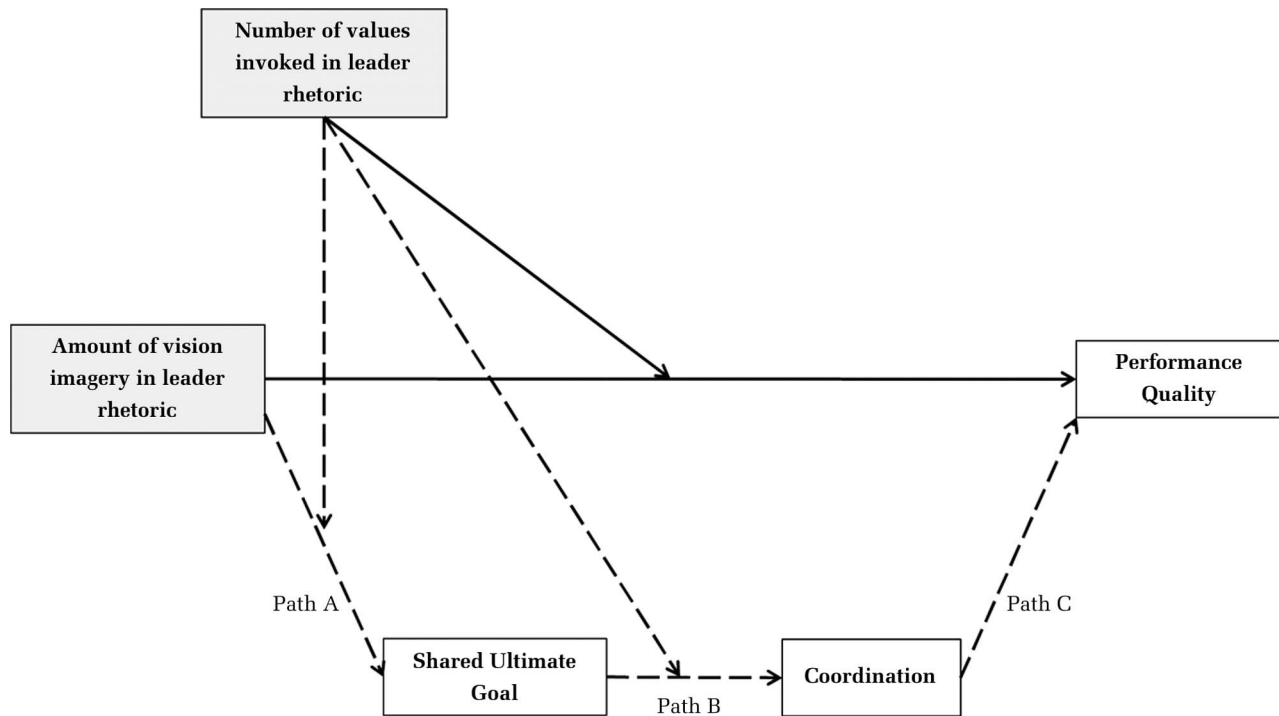 Number of values
invoked in leader
rhetoric
Amount of vision
imagery in leader
rhetoric
Performance
Quality
Path A
Path C
Shared Ultimate
Goal
Coordination
Path B